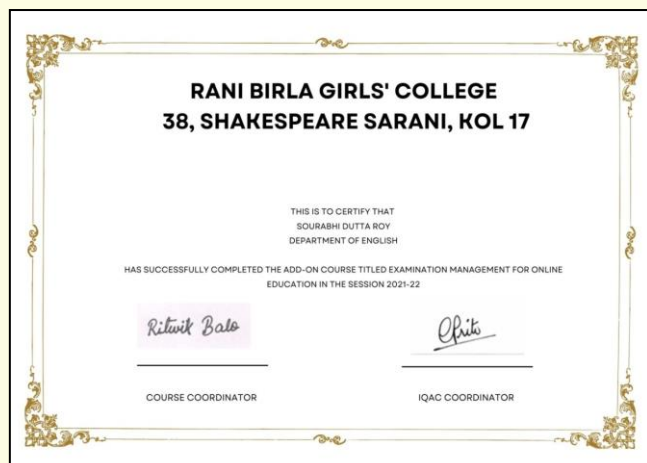 RANI BIRLA GIRLS' COLLEGE
38, SHAKESPEARE SARANI, KOL 17
THIS IS TO CERTIFY THAT
SOURABHI DUTTA ROY
DEPARTMENT OF ENGLISH
HAS SUCCESSFULLY COMPLETED THE ADD-ON COURSE TITLED EXAMINATION MANAGEMENT FOR ONLINE
EDUCATION IN THE SESSION 2021-22
Ritwik Balo
COURSE COORDINATOR
IQAC COORDINATOR